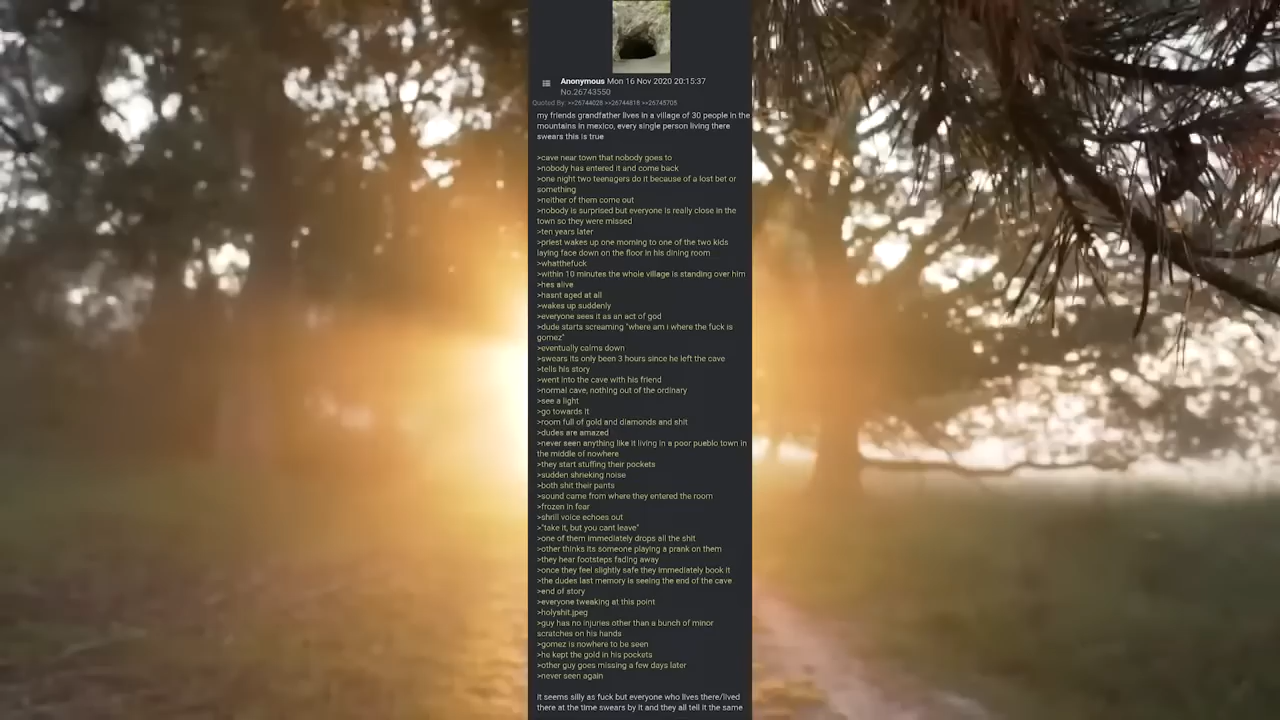 Anonymous Mon 16 Nov 2020 20:15:37
No.26743550
Quoted By: >>26744028 >>26744818 >>26745705
my friends grandfather lives in a village of 30 people in the
mountains in mexico, every single person living there
swears this is true
>cave near town that nobody goes to
>nobody has entered it and come back
>one night two teenagers do it because of a lost bet or
something
>neither of them come out
>nobody is surprised but everyone is really close in the
town so they were missed
>ten years later
>priest wakes up one morning to one of the two kids
laying face down on the floor in his dining room
>whatthefuck
>within 10 minutes the whole village is standing over him
>hes alive
>hasnt aged at all
>wakes up suddenly
>everyone sees it as an act of god
>dude starts screaming "where am i where the fuck is
gomez"
>eventually calms down
>swears its only been 3 hours since he left the cave
>tells his story
>went into the cave with his friend
>normal cave, nothing out of the ordinary
>see a light
>go towards it
>room full of gold and diamonds and shit
>dudes are amazed
>never seen anything like it living in a poor pueblo town in
the middle of nowhere
>they start stuffing their pockets
>sudden shrieking noise
>both shit their pants
>sound came from where they entered the room
>frozen in fear
>shrill voice echoes out
>"take it, but you cant leave"
>one of them immediately drops all the shit
>other thinks its someone playing a prank on them
>they hear footsteps fading away
>once they feel slightly safe they immediately book it
>the dudes last memory is seeing the end of the cave
>end of story
>everyone tweaking at this point
>holyshit.jpeg
>guy has no injuries other than a bunch of minor
scratches on his hands
>gomez is nowhere to be seen
>he kept the gold in his pockets
>other guy goes missing a few days later
>never seen again
it seems silly as fuck but everyone who lives there/lived
there at the time swears by it and they all tell it the same